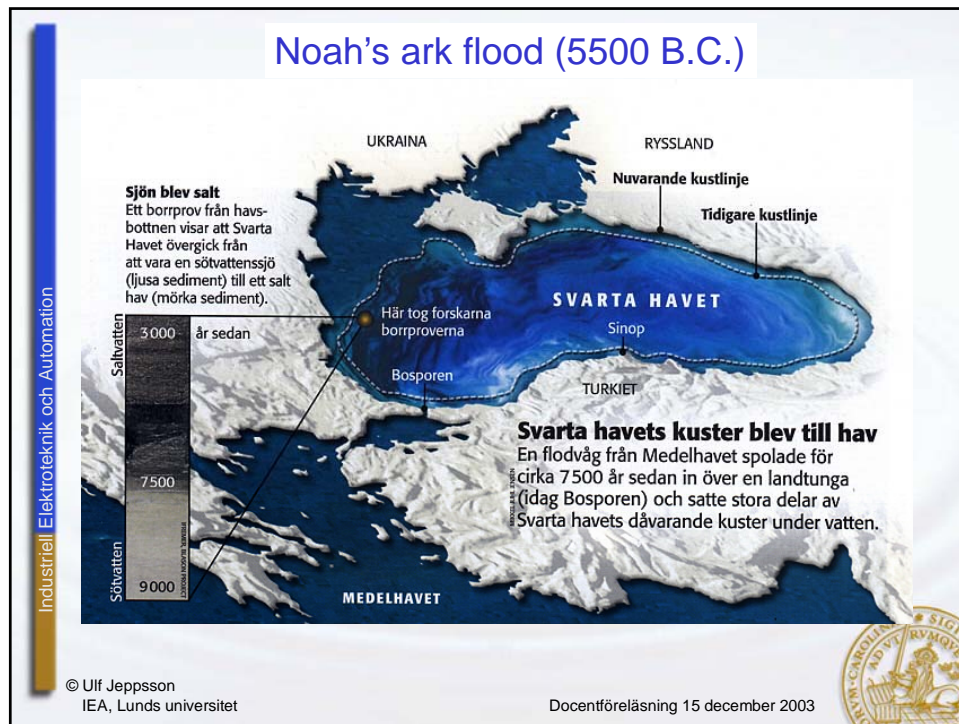 Noah's ark flood (5500 B.C.)
UKRAINA
RYSSLAND
Nuvarande kustlinje
Tidigare kustlinje
Sjön blev salt
Ett borrprov från havs-
bottnen visar att Svarta
Havet övergick från
att vara en sötvattenssjö
(ljusa sediment) till ett salt
hav (mörka sediment).
SVARTA HAVET
Här tog forskarna
borrproverna
Sinop
Bosporen
TURKIET
Saltvatten
3000 år sedan
7500
9000
Sötvatten
Svarta havets kuster blev till hav
En flodvåg från Medelhavet spolade för
cirka 7500 år sedan in över en landtunga
(idag Bosporen) och satte stora delar av
Svarta havets dåvarande kuster under vatten.
MEDELHAVET
Industriell Elektroteknik och Automation
© Ulf Jeppsson
IEA, Lunds universitet
Docentföreläsning 15 december 2003